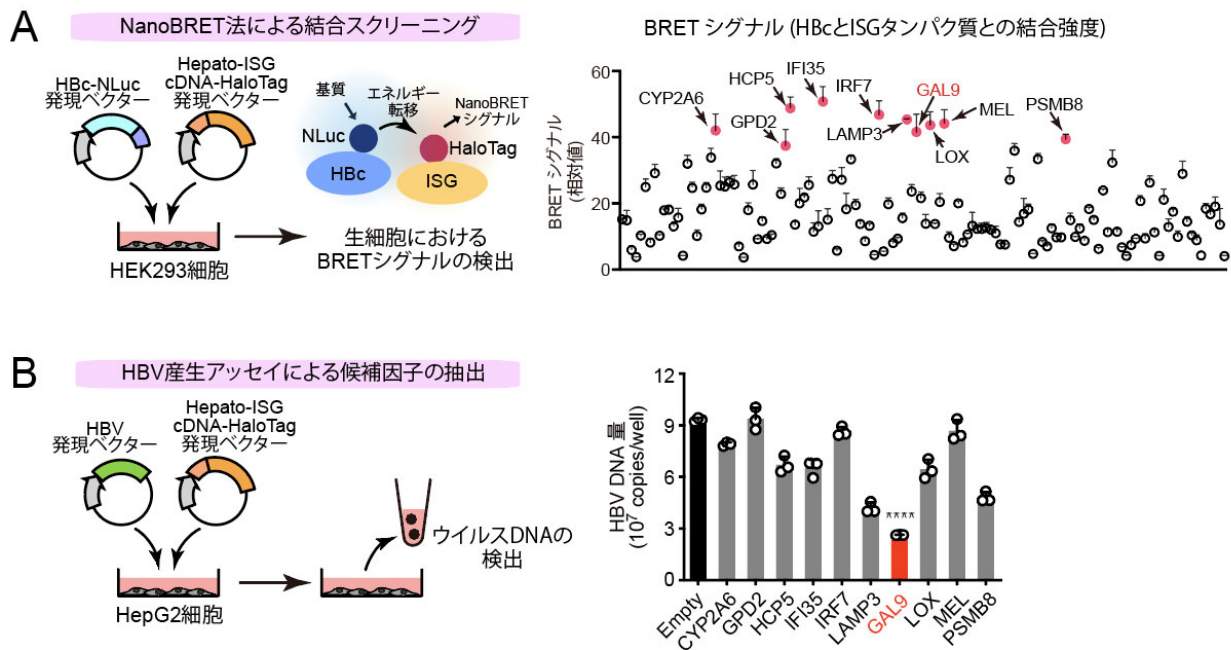 A
NanoBRET法による結合スクリーニング
HBc-NLuc
発現ベクター
Hepato-ISG
cDNA-HaloTag
発現ベクター
HEK293細胞
基質
エネルギー
転移
NanoBRET
シグナル
NLuc
HaloTag
HBc
ISG
生細胞における
BRETシグナルの検出
BRET シグナル (HBcとISGタンパク質との結合強度)
BRET シグナル
(相対値)
60
40
20
0
CYP2A6
GPD2
HCP5
IFI35
IRF7
LAMP3
GAL9
LOX
MEL
PSMB8
B
HBV産生アッセイによる候補因子の抽出
HBV
発現ベクター
Hepato-ISG
cDNA-HaloTag
発現ベクター
HepG2細胞
ウイルスDNAの
検出
HBV DNA 量
(10⁷ copies/well)
12
9
6
3
0
****
Empty
CYP2A6
GPD2
HCP5
IFI35
IRF7
LAMP3
GAL9
LOX
MEL
PSMB8